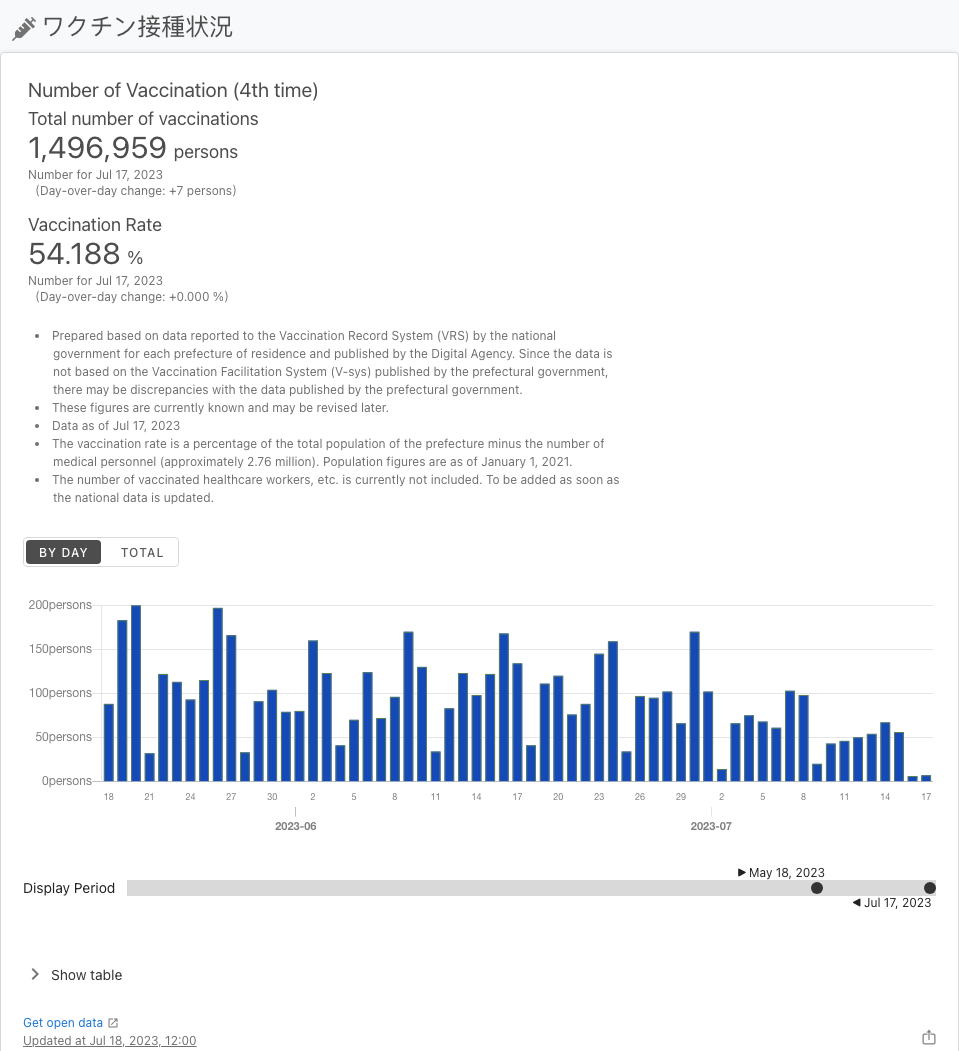 ワクチン接種状況
Number of Vaccination (4th time)
Total number of vaccinations
1,496,959 persons
Number for Jul 17, 2023
(Day-over-day change: +7 persons)
Vaccination Rate
54.188 %
Number for Jul 17, 2023
(Day-over-day change: +0.000 %)
• Prepared based on data reported to the Vaccination Record System (VRS) by the national
government for each prefecture of residence and published by the Digital Agency. Since the data is
not based on the Vaccination Facilitation System (V-sys) published by the prefectural government,
there may be discrepancies with the data published by the prefectural government.
• These figures are currently known and may be revised later.
• Data as of Jul 17, 2023
• The vaccination rate is a percentage of the total population of the prefecture minus the number of
medical personnel (approximately 2.76 million). Population figures are as of January 1, 2021.
• The number of vaccinated healthcare workers, etc. is currently not included. To be added as soon as
the national data is updated.
BY DAY TOTAL
200persons
150persons
100persons
50persons
0persons
18 21 24 27 30 2 5 8 11 14 17 20 23 26 29 2 5 8 11 14 17
2023-06 2023-07
▶ May 18, 2023
Display Period
◀ Jul 17, 2023
Show table
Get open data
Updated at Jul 18, 2023, 12:00